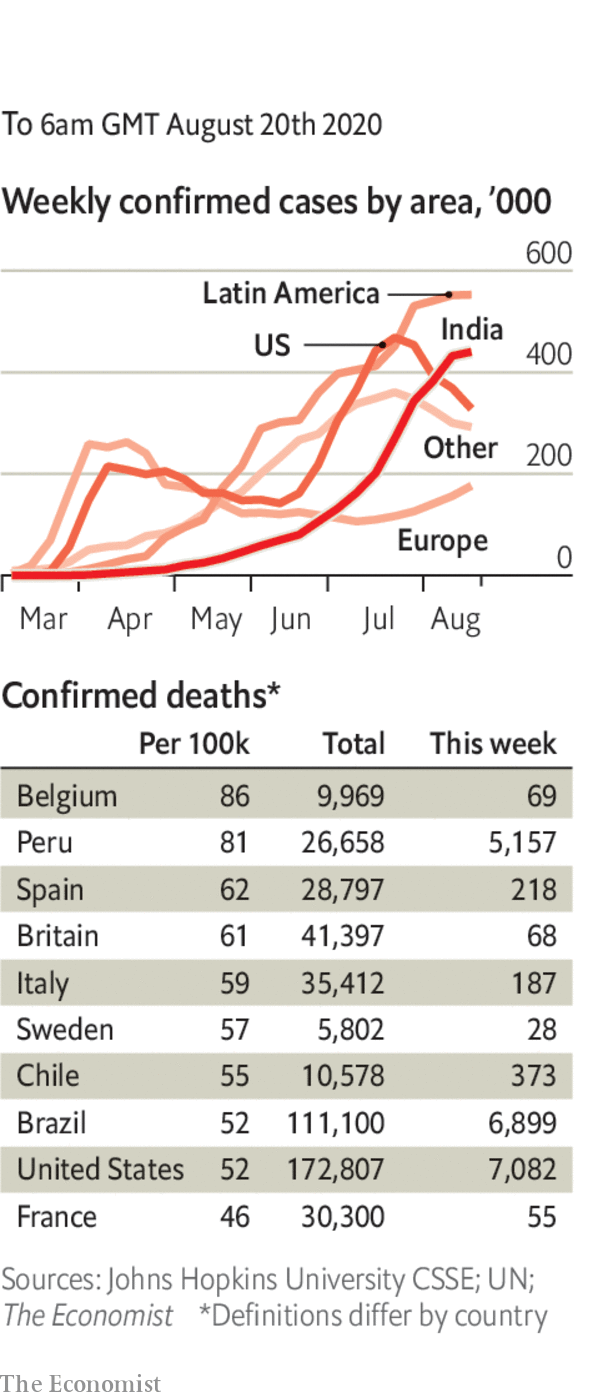 To 6am GMT August 20th 2020
Weekly confirmed cases by area, ’000
600
Latin America
India
US
400
Other
200
Europe
0
Mar Apr May Jun Jul Aug
Confirmed deaths*
Per 100k Total This week
Belgium 86 9,969 69
Peru 81 26,658 5,157
Spain 62 28,797 218
Britain 61 41,397 68
Italy 59 35,412 187
Sweden 57 5,802 28
Chile 55 10,578 373
Brazil 52 111,100 6,899
United States 52 172,807 7,082
France 46 30,300 55
Sources: Johns Hopkins University CSSE; UN;
The Economist *Definitions differ by country
The Economist